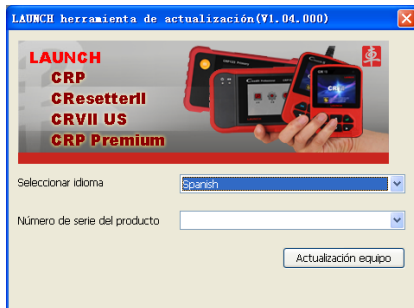 LAUNCH herramienta de actualización(V1.04.000)
LAUNCH
CRP
CResetterII
CRVII US
CRP Premium
Seleccionar idioma
Spanish
Número de serie del producto
Actualización equipo